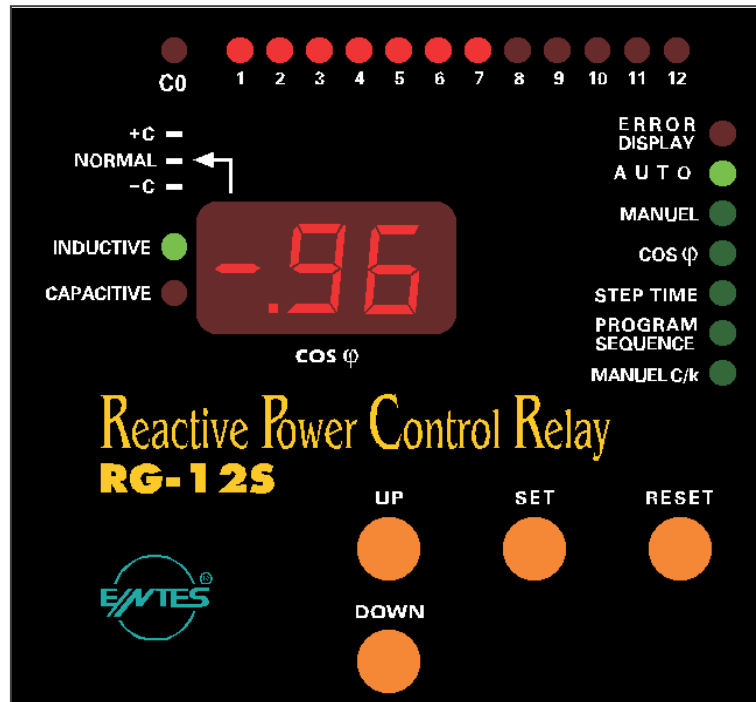 C0 1 2 3 4 5 6 7 8 9 10 11 12
+C
NORMAL
-C
INDUCTIVE
CAPACITIVE
-.96
COS φ
ERROR
DISPLAY
AUTO
MANUEL
COS φ
STEP TIME
PROGRAM
SEQUENCE
MANUEL C/k
Reactive Power Control Relay
RG-12S
UP SET RESET
ENTES®
DOWN